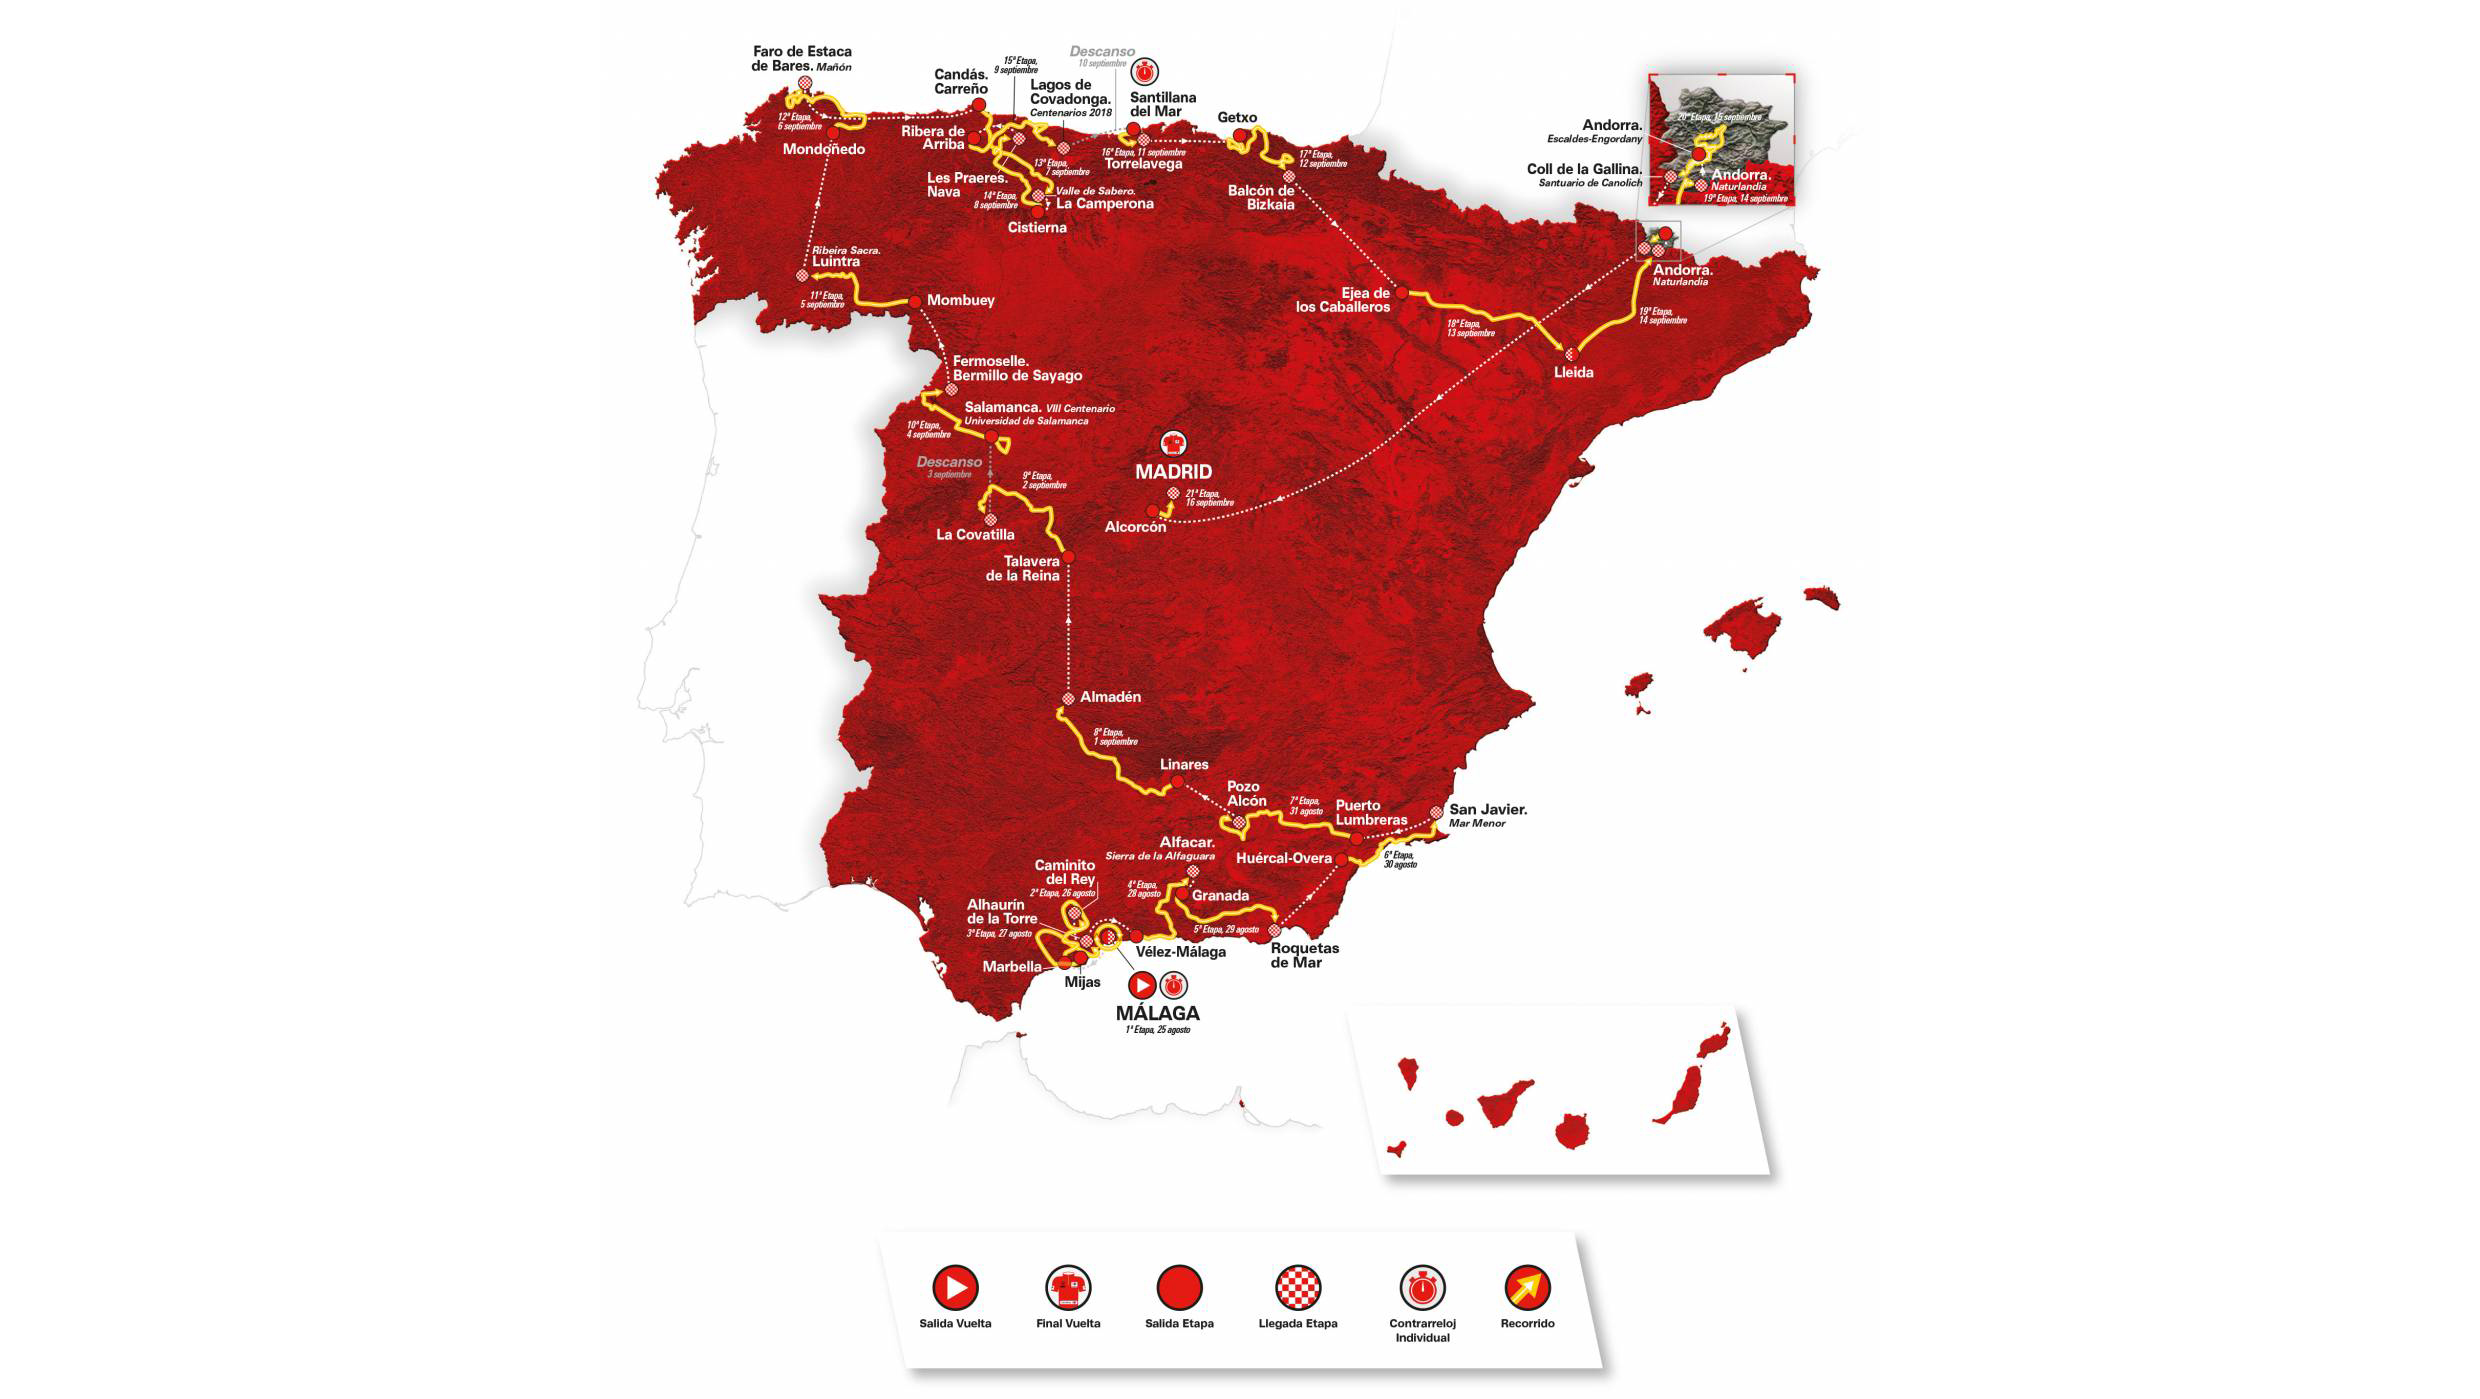 Faro de Estaca
de Bares. Mañón
12ª Etapa,
6 septiembre
Mondoñedo
Candás.
Carreño
15ª Etapa,
9 septiembre
Lagos de
Covadonga.
Centenarios 2018
Descanso
10 septiembre
Santillana
del Mar
Ribera de
Arriba
Les Praeres.
Nava
13ª Etapa,
7 septiembre
14ª Etapa,
8 septiembre
Valle de Sabero.
La Camperona
Cistierna
16ª Etapa, 11 septiembre
Torrelavega
Getxo
17ª Etapa,
12 septiembre
Balcón de
Bizkaia
Andorra.
Escaldes-Engordany
Coll de la Gallina.
Santuario de Canolich
20ª Etapa, 15 septiembre
Andorra.
Naturlandia
19ª Etapa, 14 septiembre
Ribeira Sacra.
Luintra
11ª Etapa,
5 septiembre
Mombuey
Ejea de
los Caballeros
18ª Etapa,
13 septiembre
Lleida
Andorra.
Naturlandia
19ª Etapa,
14 septiembre
Fermoselle.
Bermillo de Sayago
Salamanca. VIII Centenario
Universidad de Salamanca
10ª Etapa,
4 septiembre
Descanso
3 septiembre
9ª Etapa,
2 septiembre
La Covatilla
Talavera
de la Reina
MADRID
21ª Etapa,
16 septiembre
Alcorcón
Almadén
8ª Etapa,
1 septiembre
Linares
Pozo
Alcón
7ª Etapa,
31 agosto
Puerto
Lumbreras
San Javier.
Mar Menor
Huércal-Overa
6ª Etapa,
30 agosto
Alfacar.
Sierra de la Alfaguara
4ª Etapa,
28 agosto
Granada
5ª Etapa, 29 agosto
Roquetas
de Mar
Caminito
del Rey
2ª Etapa, 26 agosto
Alhaurín
de la Torre
3ª Etapa, 27 agosto
Marbella
Mijas
Vélez-Málaga
MÁLAGA
1ª Etapa, 25 agosto
Salida Vuelta
Final Vuelta
Salida Etapa
Llegada Etapa
Contrarreloj
Individual
Recorrido